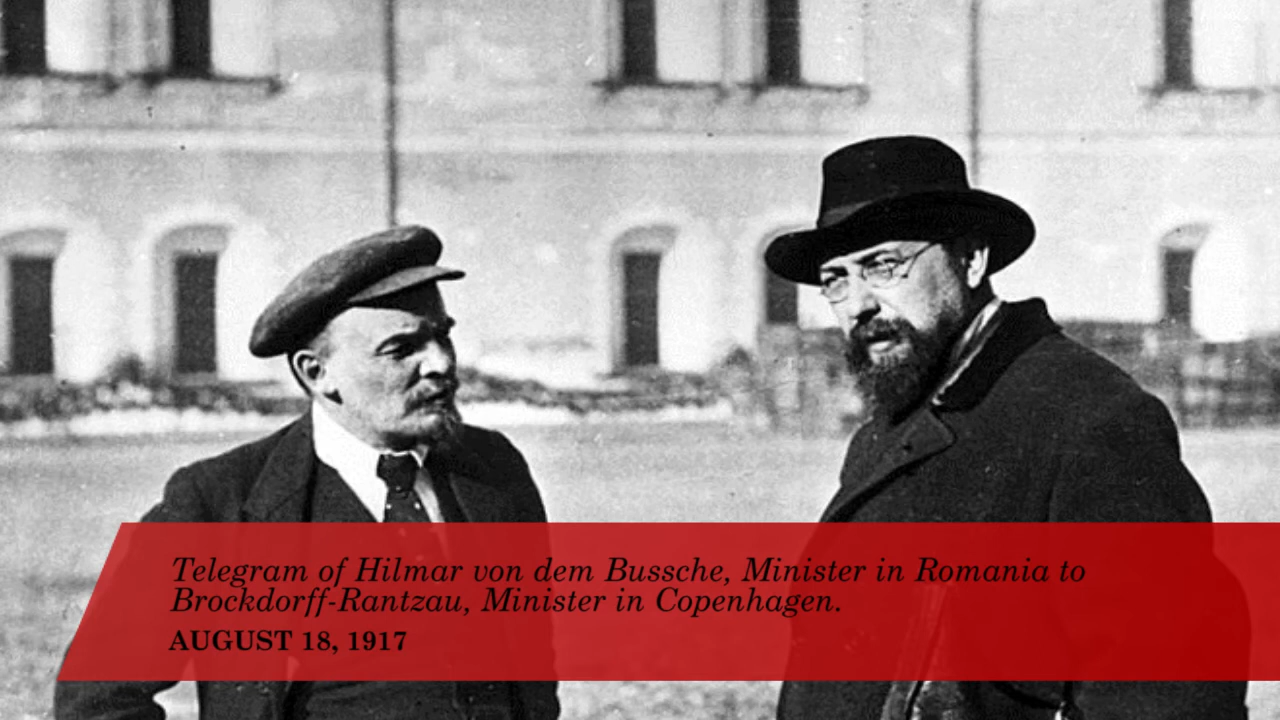 Telegram of Hilmar von dem Bussche, Minister in Romania to
Brockdorff-Rantzau, Minister in Copenhagen.
AUGUST 18, 1917